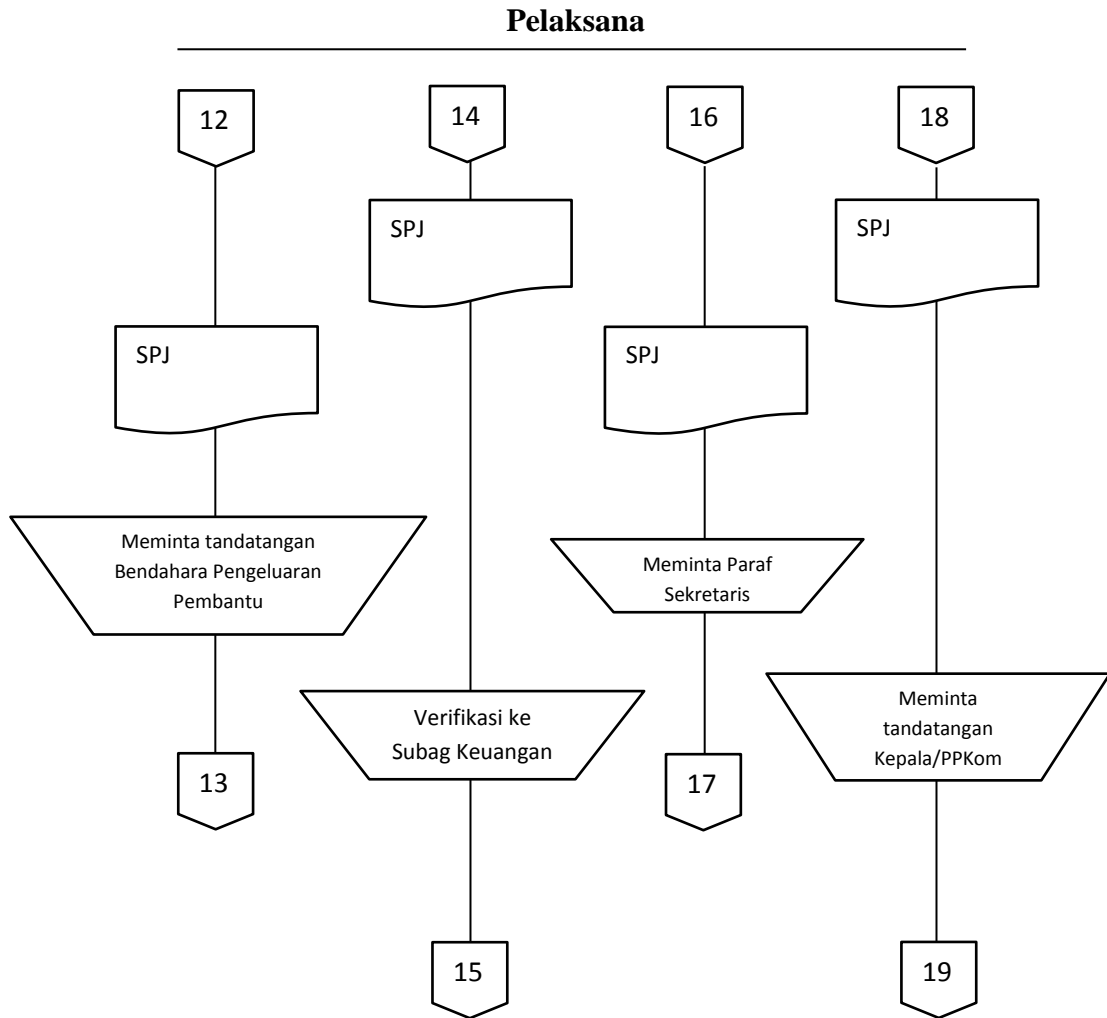 Pelaksana
12
14
16
18
SPJ
SPJ
SPJ
SPJ
Meminta tandatangan
Bendahara Pengeluaran
Pembantu
Meminta Paraf
Sekretaris
Verifikasi ke
Subag Keuangan
Meminta
tandatangan
Kepala/PPKom
13
17
15
19